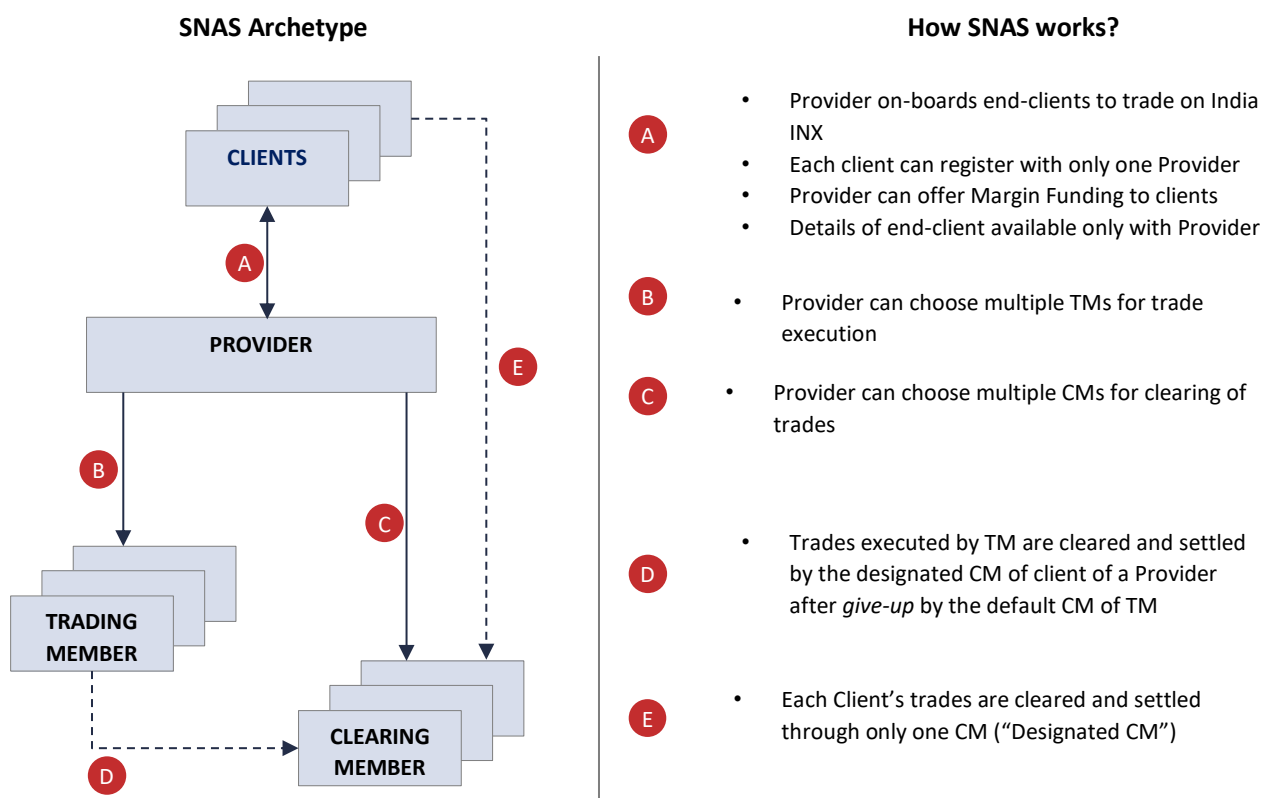 SNAS Archetype
CLIENTS
A
PROVIDER
E
B
C
TRADING
MEMBER
CLEARING
MEMBER
D
How SNAS works?
A
• Provider on-boards end-clients to trade on India
INX
• Each client can register with only one Provider
• Provider can offer Margin Funding to clients
• Details of end-client available only with Provider
B
• Provider can choose multiple TMs for trade
execution
C
• Provider can choose multiple CMs for clearing of
trades
D
• Trades executed by TM are cleared and settled
by the designated CM of client of a Provider
after give-up by the default CM of TM
E
• Each Client’s trades are cleared and settled
through only one CM (“Designated CM”)